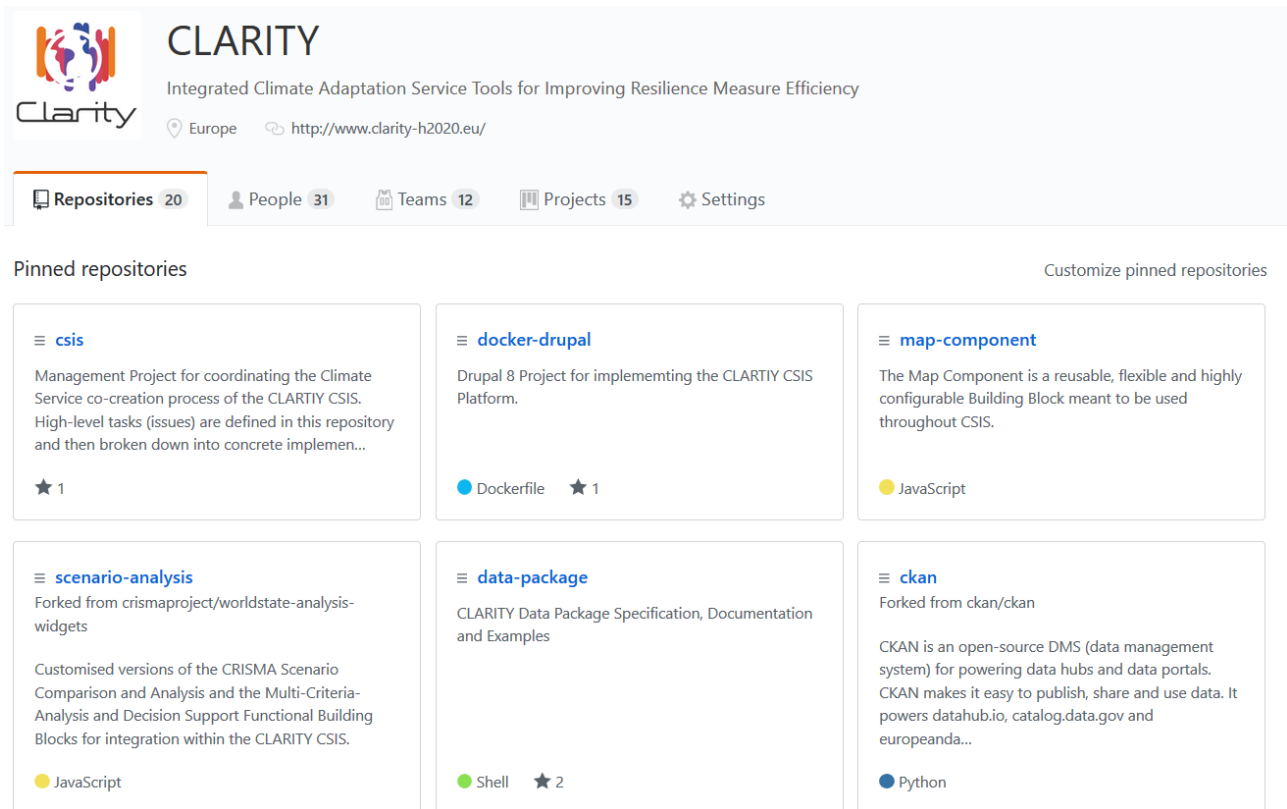 Clarity
CLARITY
Integrated Climate Adaptation Service Tools for Improving Resilience Measure Efficiency
Europe http://www.clarity-h2020.eu/
Repositories 20 People 31 Teams 12 Projects 15 Settings
Pinned repositories
Customize pinned repositories
csis
Management Project for coordinating the Climate
Service co-creation process of the CLARTIY CSIS.
High-level tasks (issues) are defined in this repository
and then broken down into concrete implemen...
1
docker-drupal
Drupal 8 Project for implememting the CLARTIY CSIS
Platform.
Dockerfile 1
map-component
The Map Component is a reusable, flexible and highly
configurable Building Block meant to be used
throughout CSIS.
JavaScript
scenario-analysis
Forked from crismaproject/worldstate-analysis-
widgets
Customised versions of the CRISMA Scenario
Comparison and Analysis and the Multi-Criteria-
Analysis and Decision Support Functional Building
Blocks for integration within the CLARITY CSIS.
JavaScript
data-package
CLARITY Data Package Specification, Documentation
and Examples
Shell 2
ckan
Forked from ckan/ckan
CKAN is an open-source DMS (data management
system) for powering data hubs and data portals.
CKAN makes it easy to publish, share and use data. It
powers datahub.io, catalog.data.gov and
europeanda...
Python